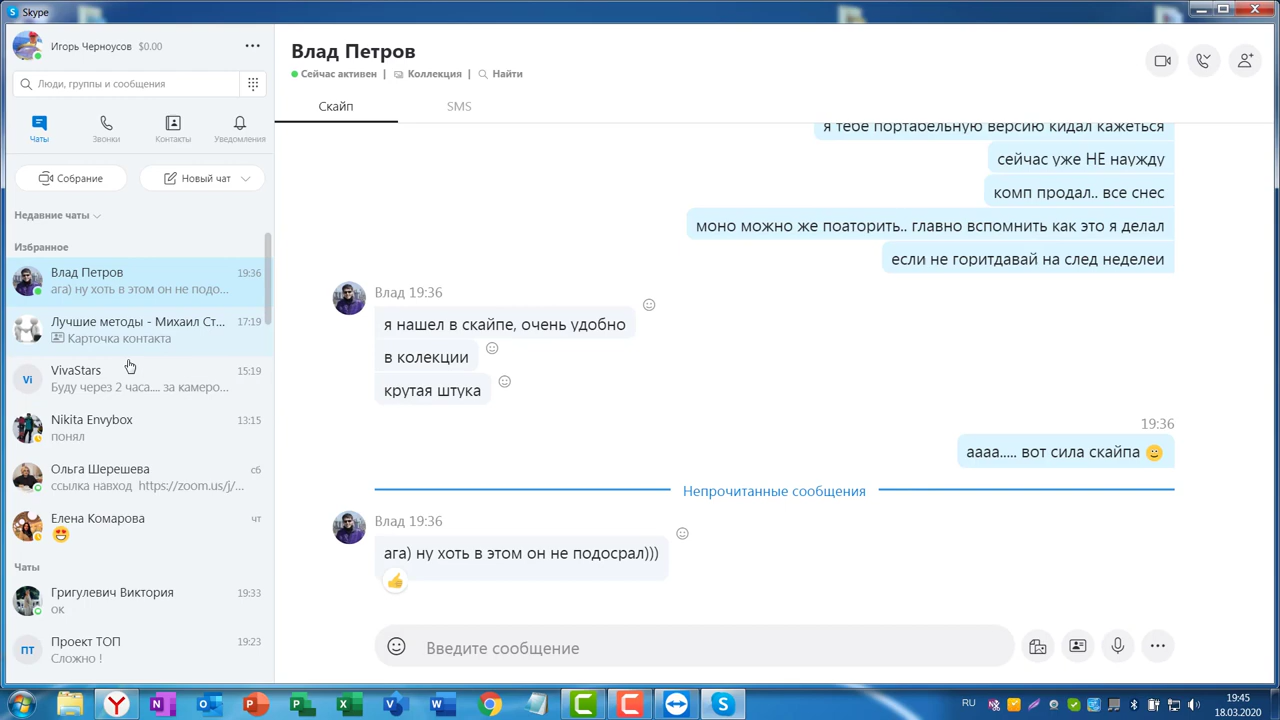 Skype
Игорь Черноусов $0.00
Люди, группы и сообщения
Чаты
Звонки
Контакты
Уведомления
Собрание
Новый чат
Недавние чаты
Избранное
Влад Петров 19:36
ага) ну хоть в этом он не подо...
Лучшие методы - Михаил Ст... 17:19
Карточка контакта
Vi
VivaStars 15:19
Буду через 2 часа.... за камеро...
Nikita Envybox 13:15
понял
Ольга Шерешева сб
ссылка навход https://zoom.us/j/...
Елена Комарова чт
Чаты
Григулевич Виктория 19:33
ок
ПТ
Проект ТОП 19:23
Сложно !
Влад Петров
Сейчас активен | Коллекция | Найти
Скайп
SMS
я тебе портабельную версию кидал кажеться
сейчас уже НЕ наужду
комп продал.. все снес
моно можно же поаторить.. главно вспомнить как это я делал
если не горитдавай на след неделеи
Влад 19:36
я нашел в скайпе, очень удобно
в колекции
крутая штука
19:36
аааа..... вот сила скайпа
Непрочитанные сообщения
Влад 19:36
ага) ну хоть в этом он не подосрал)))
Введите сообщение
RU
19:45
18.03.2020